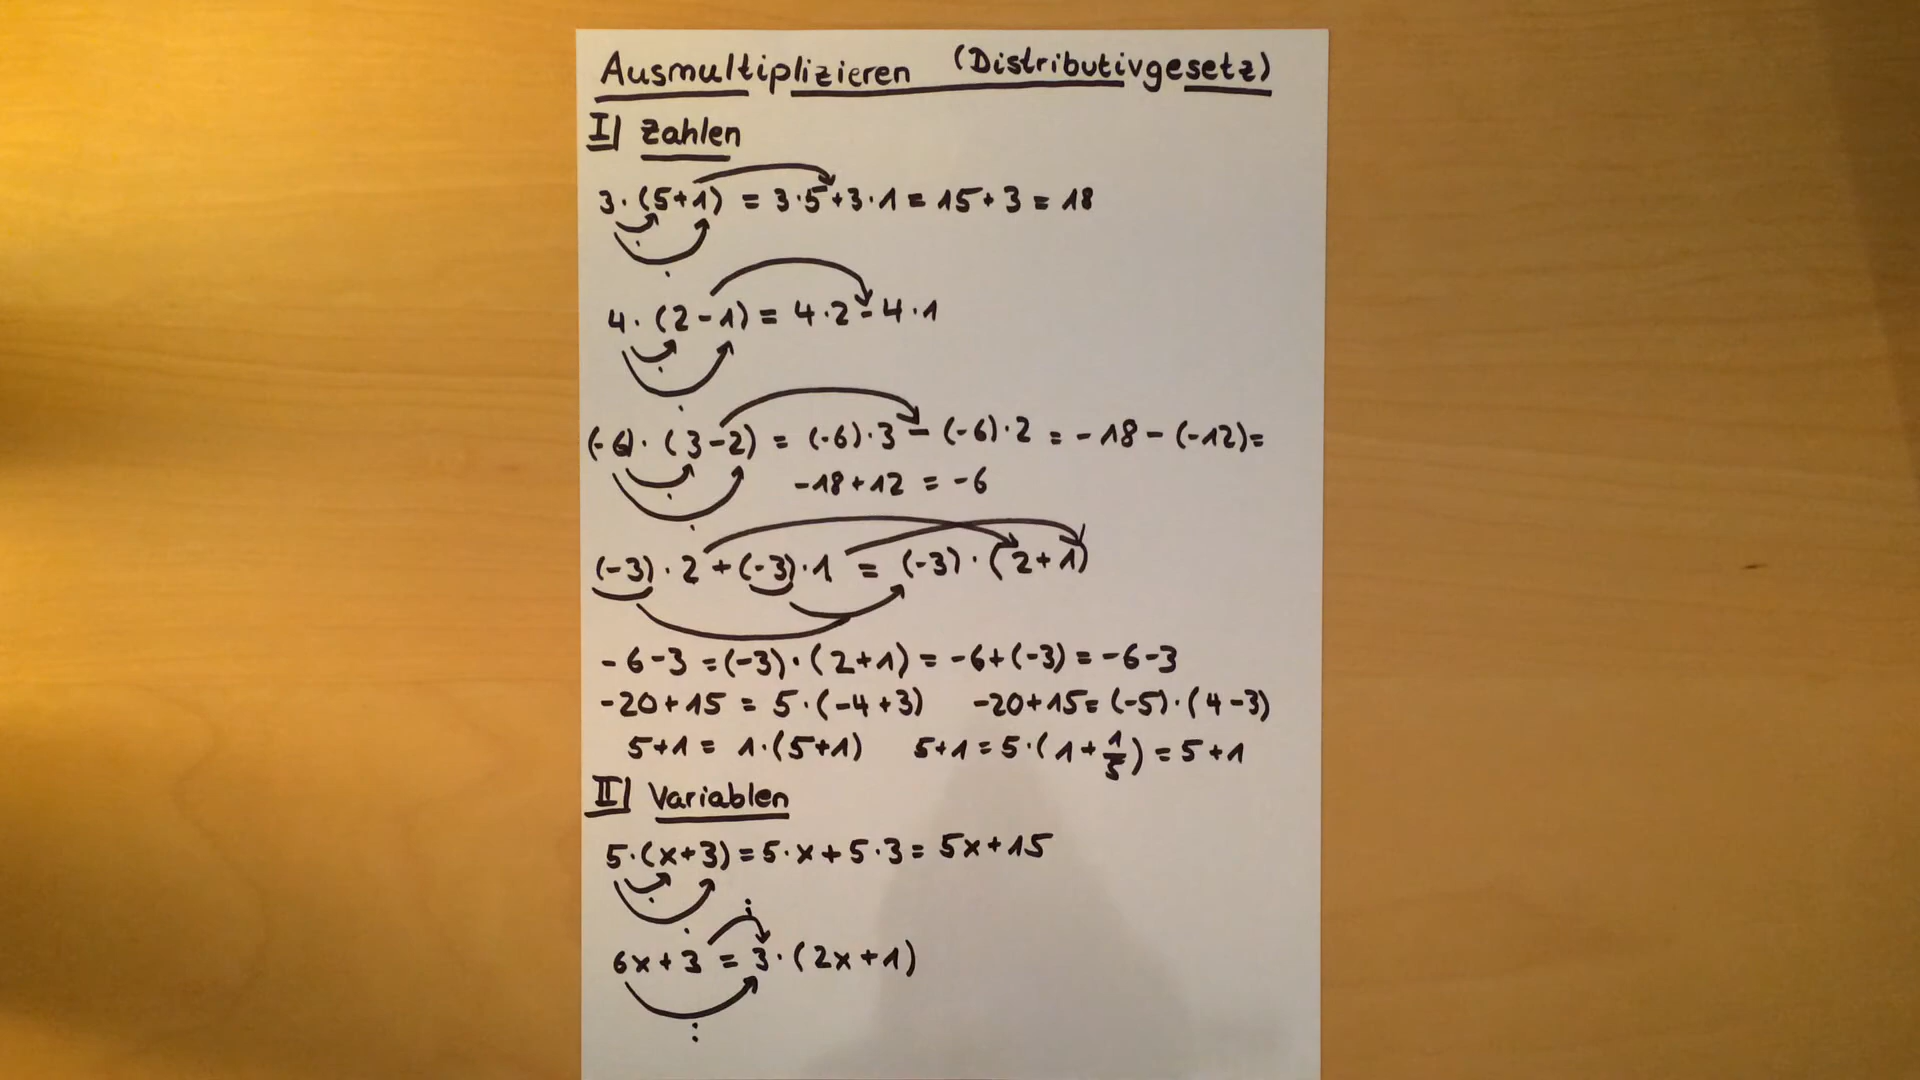 Ausmultiplizieren (Distributivgesetz)
I) Zahlen
3·(5+1) = 3·5+3·1 = 15+3 = 18
4·(2-1) = 4·2-4·1
(-6)·(3-2) = (-6)·3-(-6)·2 = -18-(-12)=
-18+12 = -6
(-3)·2+(-3)·1 = (-3)·(2+1)
-6-3 = (-3)·(2+1) = -6+(-3) = -6-3
-20+15 = 5·(-4+3) -20+15 = (-5)·(4-3)
5+1 = 1·(5+1) 5+1 = 5·(1+1/5) = 5+1
II) Variablen
5·(x+3) = 5·x+5·3 = 5x+15
6x+3 = 3·(2x+1)